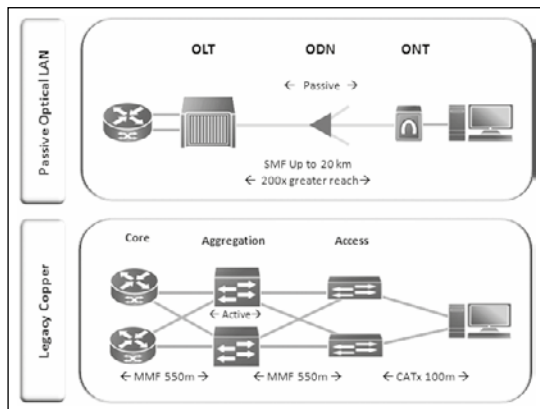 Passive Optical LAN
OLT ODN ONT
← Passive →
SMF Up to 20 km
← 200x greater reach→
Legacy Copper
Core Aggregation Access
← Active→
← MMF 550m → ← MMF 550m → ← CATx 100m →